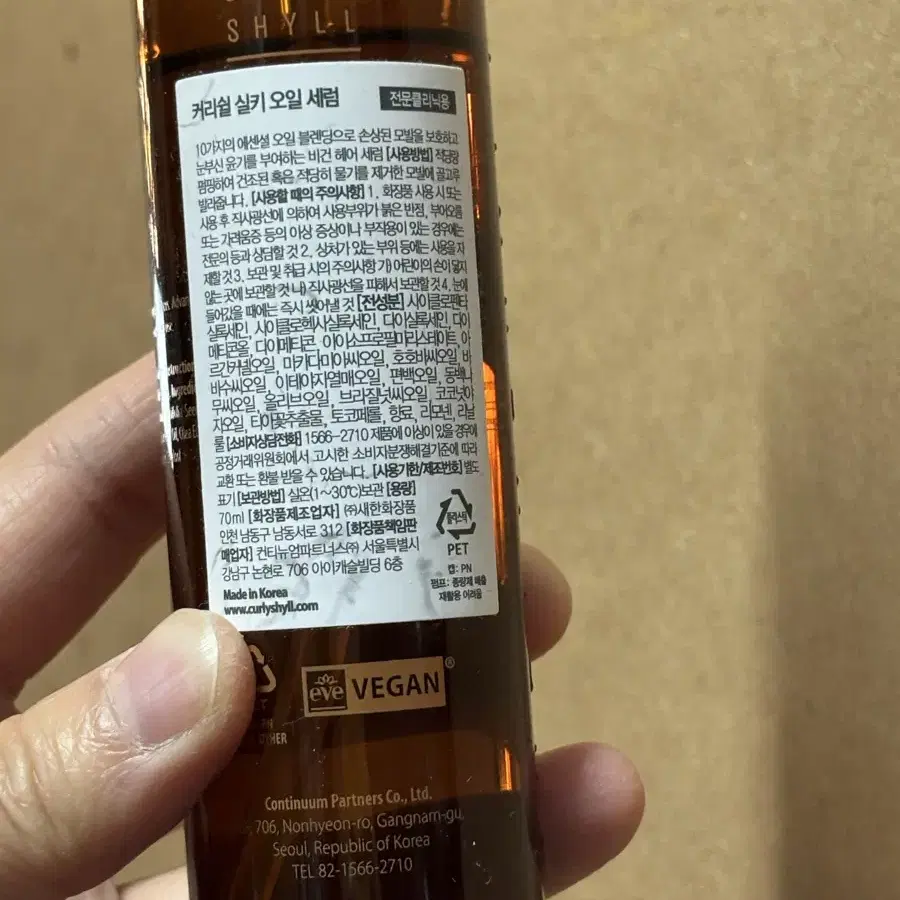 SHYLL
커리쉴 실키 오일 세럼 전문클리닉용
10가지의 에센셜 오일 블렌딩으로 손상된 모발을 보호하고
눈부신 윤기를 부여하는 비건 헤어 세럼 [사용방법] 적당량
펌핑하여 건조된 혹은 적당히 물기를 제거한 모발에 골고루
발라줍니다. [사용할 때의 주의사항] 1. 화장품 사용 시 또는
사용 후 직사광선에 의하여 사용부위가 붉은 반점, 부어오름
또는 가려움증 등의 이상 증상이나 부작용이 있는 경우에는
전문의 등과 상담할 것 2. 상처가 있는 부위 등에는 사용을 자
제할 것 3. 보관 및 취급 시의 주의사항 가) 어린이의 손이 닿지
않는 곳에 보관할 것 나) 직사광선을 피해서 보관할 것 4. 눈에
들어갔을 때에는 즉시 씻어낼 것 [전성분] 사이클로펜타
실록세인, 사이클로헥사실록세인, 다이실록세인, 다이
메티콘올, 다이메티콘, 아이소프로필미리스테이트, 아
르간커넬오일, 마카다미아씨오일, 호호바씨오일, 바
바수씨오일, 이테야자열매오일, 편백오일, 동백나
무씨오일, 올리브오일, 브라질넛씨오일, 코코넛야
자오일, 티아꽃추출물, 토코페롤, 향료, 리모넨, 리날
룰 [소비자상담전화] 1566-2710 제품에 이상이 있을 경우에
공정거래위원회에서 고시한 소비자분쟁해결기준에 따라
교환 또는 환불 받을 수 있습니다. [사용기한/제조번호] 별도
표기 [보관방법] 실온(1~30℃)보관 [용량]
70ml [화장품제조업자] ㈜새한화장품
인천 남동구 남동서로 312 [화장품책임판
매업자] 컨티뉴엄파트너스㈜ 서울특별시
강남구 논현로 706 아이캐슬빌딩 6층
플라스틱
PET
캡: PN
펌프: 종량제 배출
재활용 어려움
Made in Korea
www.curlyshyll.com
eve VEGAN®
Continuum Partners Co., Ltd.
706, Nonhyeon-ro, Gangnam-gu,
Seoul, Republic of Korea
TEL 82-1566-2710